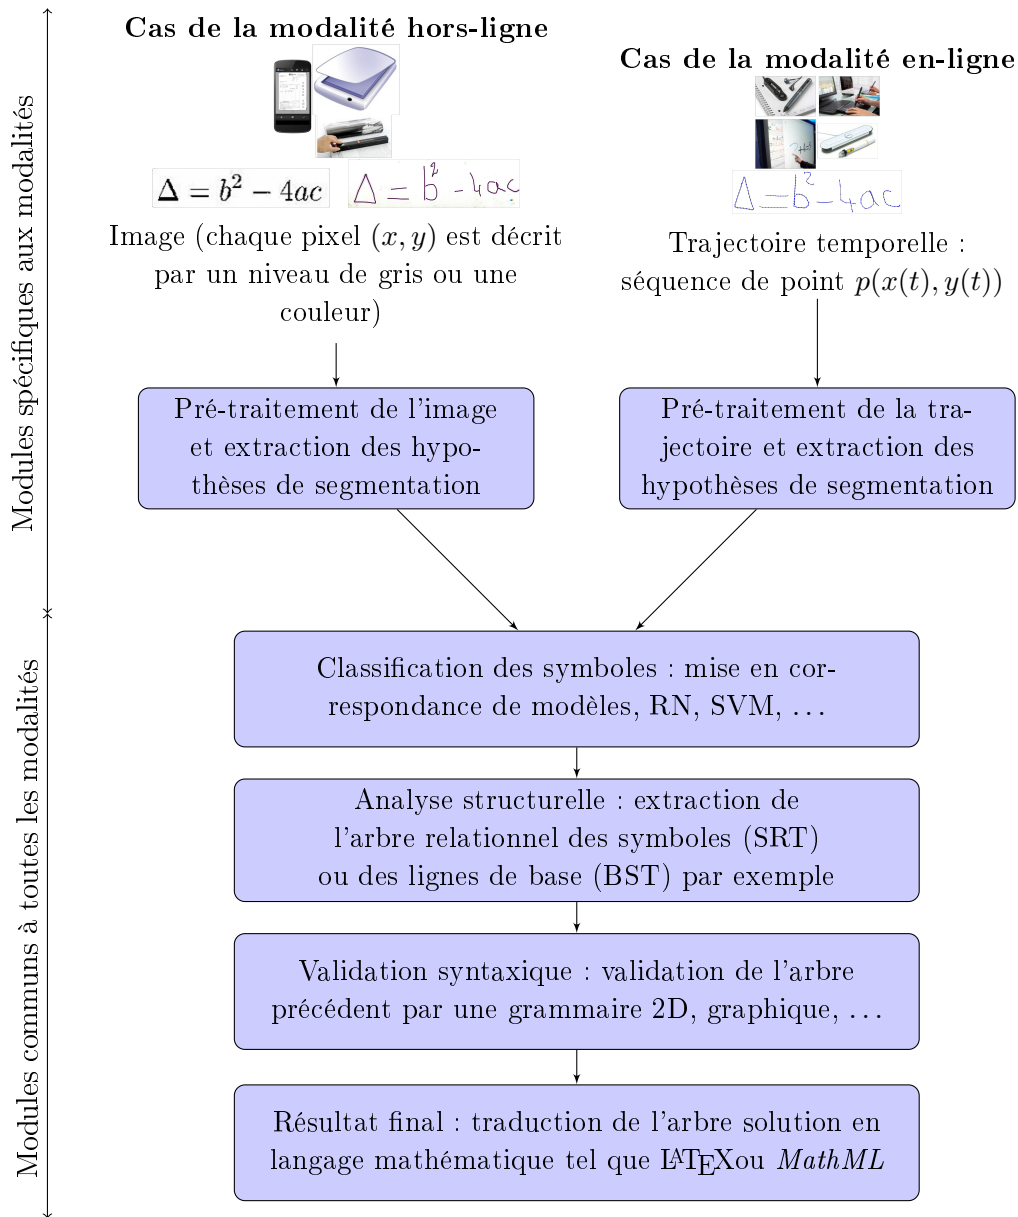 Modules spécifiques aux modalités
Cas de la modalité hors-ligne
Δ = b² − 4ac
Δ = b² - 4ac
Image (chaque pixel (x, y) est décrit
par un niveau de gris ou une
couleur)
Pré-traitement de l'image
et extraction des hypo-
thèses de segmentation
Cas de la modalité en-ligne
Δ = b² - 4ac
Trajectoire temporelle :
séquence de point p(x(t), y(t))
Pré-traitement de la tra-
jectoire et extraction des
hypothèses de segmentation
Modules communs à toutes les modalités
Classification des symboles : mise en cor-
respondance de modèles, RN, SVM, ...
Analyse structurelle : extraction de
l'arbre relationnel des symboles (SRT)
ou des lignes de base (BST) par exemple
Validation syntaxique : validation de l'arbre
précédent par une grammaire 2D, graphique, ...
Résultat final : traduction de l'arbre solution en
langage mathématique tel que LATEXou MathML